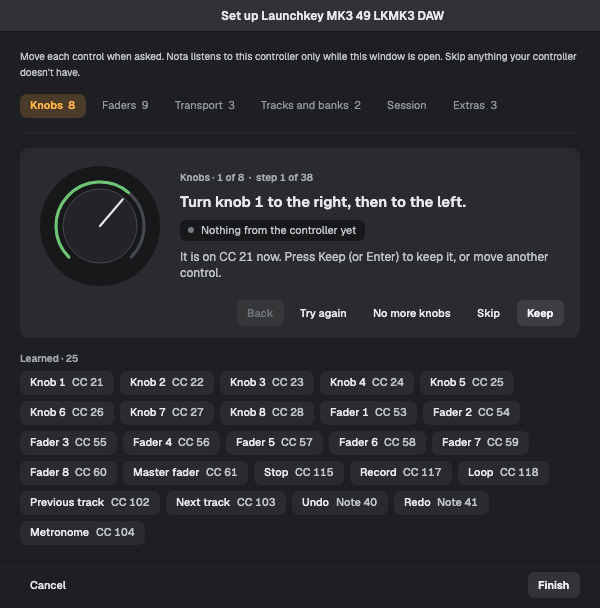 Set up Launchkey MK3 49 LKMK3 DAW
Move each control when asked. Nota listens to this controller only while this window is open. Skip anything your controller
doesn't have.
Knobs 8 Faders 9 Transport 3 Tracks and banks 2 Session Extras 3
Knobs · 1 of 8 · step 1 of 38
Turn knob 1 to the right, then to the left.
Nothing from the controller yet
It is on CC 21 now. Press Keep (or Enter) to keep it, or move another
control.
Back Try again No more knobs Skip Keep
Learned · 25
Knob 1 CC 21 Knob 2 CC 22 Knob 3 CC 23 Knob 4 CC 24 Knob 5 CC 25
Knob 6 CC 26 Knob 7 CC 27 Knob 8 CC 28 Fader 1 CC 53 Fader 2 CC 54
Fader 3 CC 55 Fader 4 CC 56 Fader 5 CC 57 Fader 6 CC 58 Fader 7 CC 59
Fader 8 CC 60 Master fader CC 61 Stop CC 115 Record CC 117 Loop CC 118
Previous track CC 102 Next track CC 103 Undo Note 40 Redo Note 41
Metronome CC 104
Cancel Finish